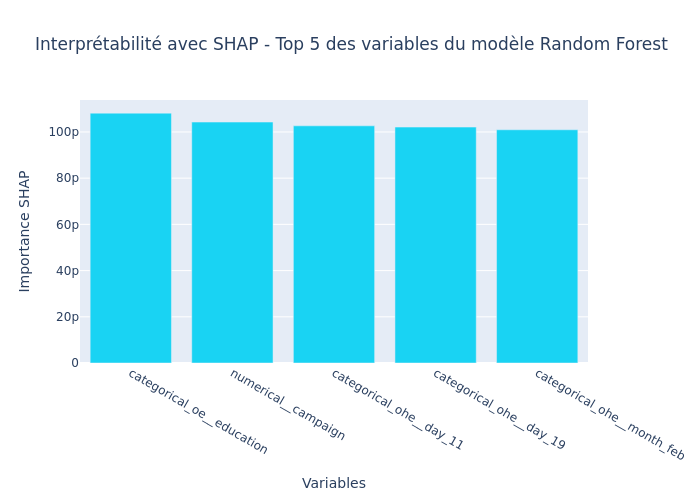 Interprétabilité avec SHAP - Top 5 des variables du modèle Random Forest
Importance SHAP
100p
80p
60p
40p
20p
0
categorical_oe__education
numerical__campaign
categorical_ohe__day_11
categorical_ohe__day_19
categorical_ohe__month_feb
Variables